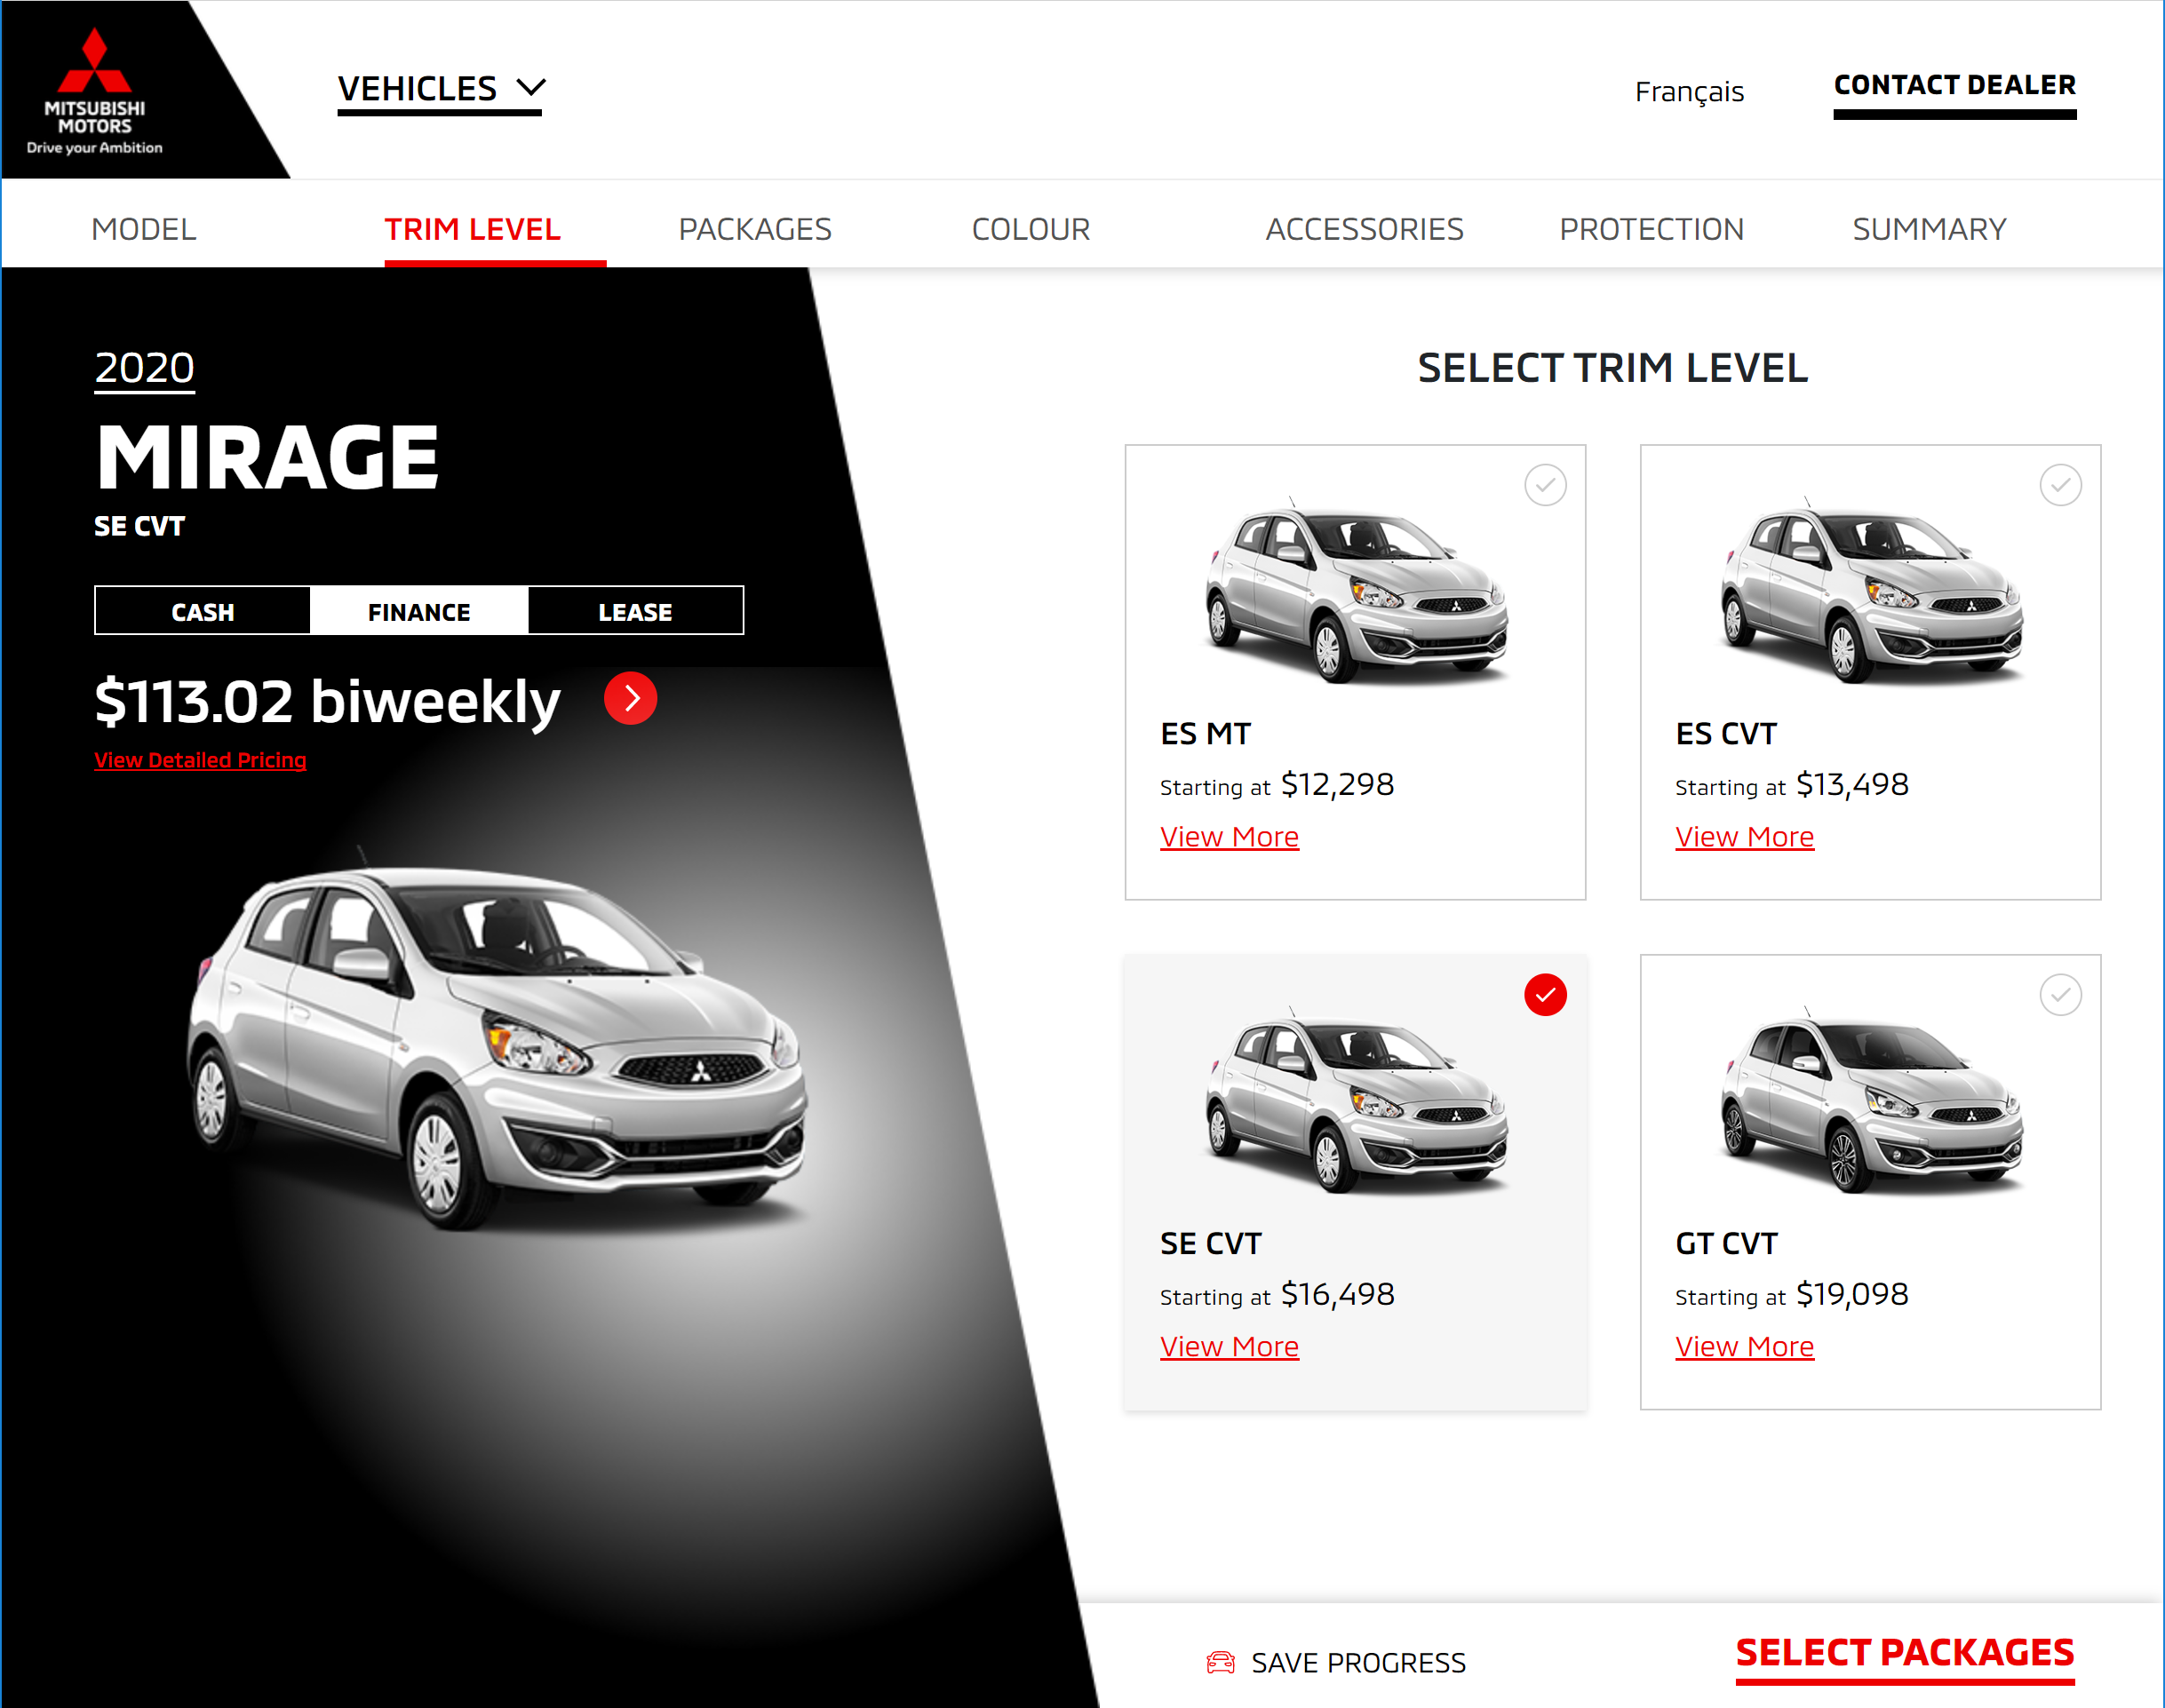 MITSUBISHI
MOTORS
Drive your Ambition
VEHICLES
Français
CONTACT DEALER
MODEL
TRIM LEVEL
PACKAGES
COLOUR
ACCESSORIES
PROTECTION
SUMMARY
2020
MIRAGE
SE CVT
CASH
FINANCE
LEASE
$113.02 biweekly
View Detailed Pricing
SELECT TRIM LEVEL
ES MT
Starting at $12,298
View More
ES CVT
Starting at $13,498
View More
SE CVT
Starting at $16,498
View More
GT CVT
Starting at $19,098
View More
SAVE PROGRESS
SELECT PACKAGES